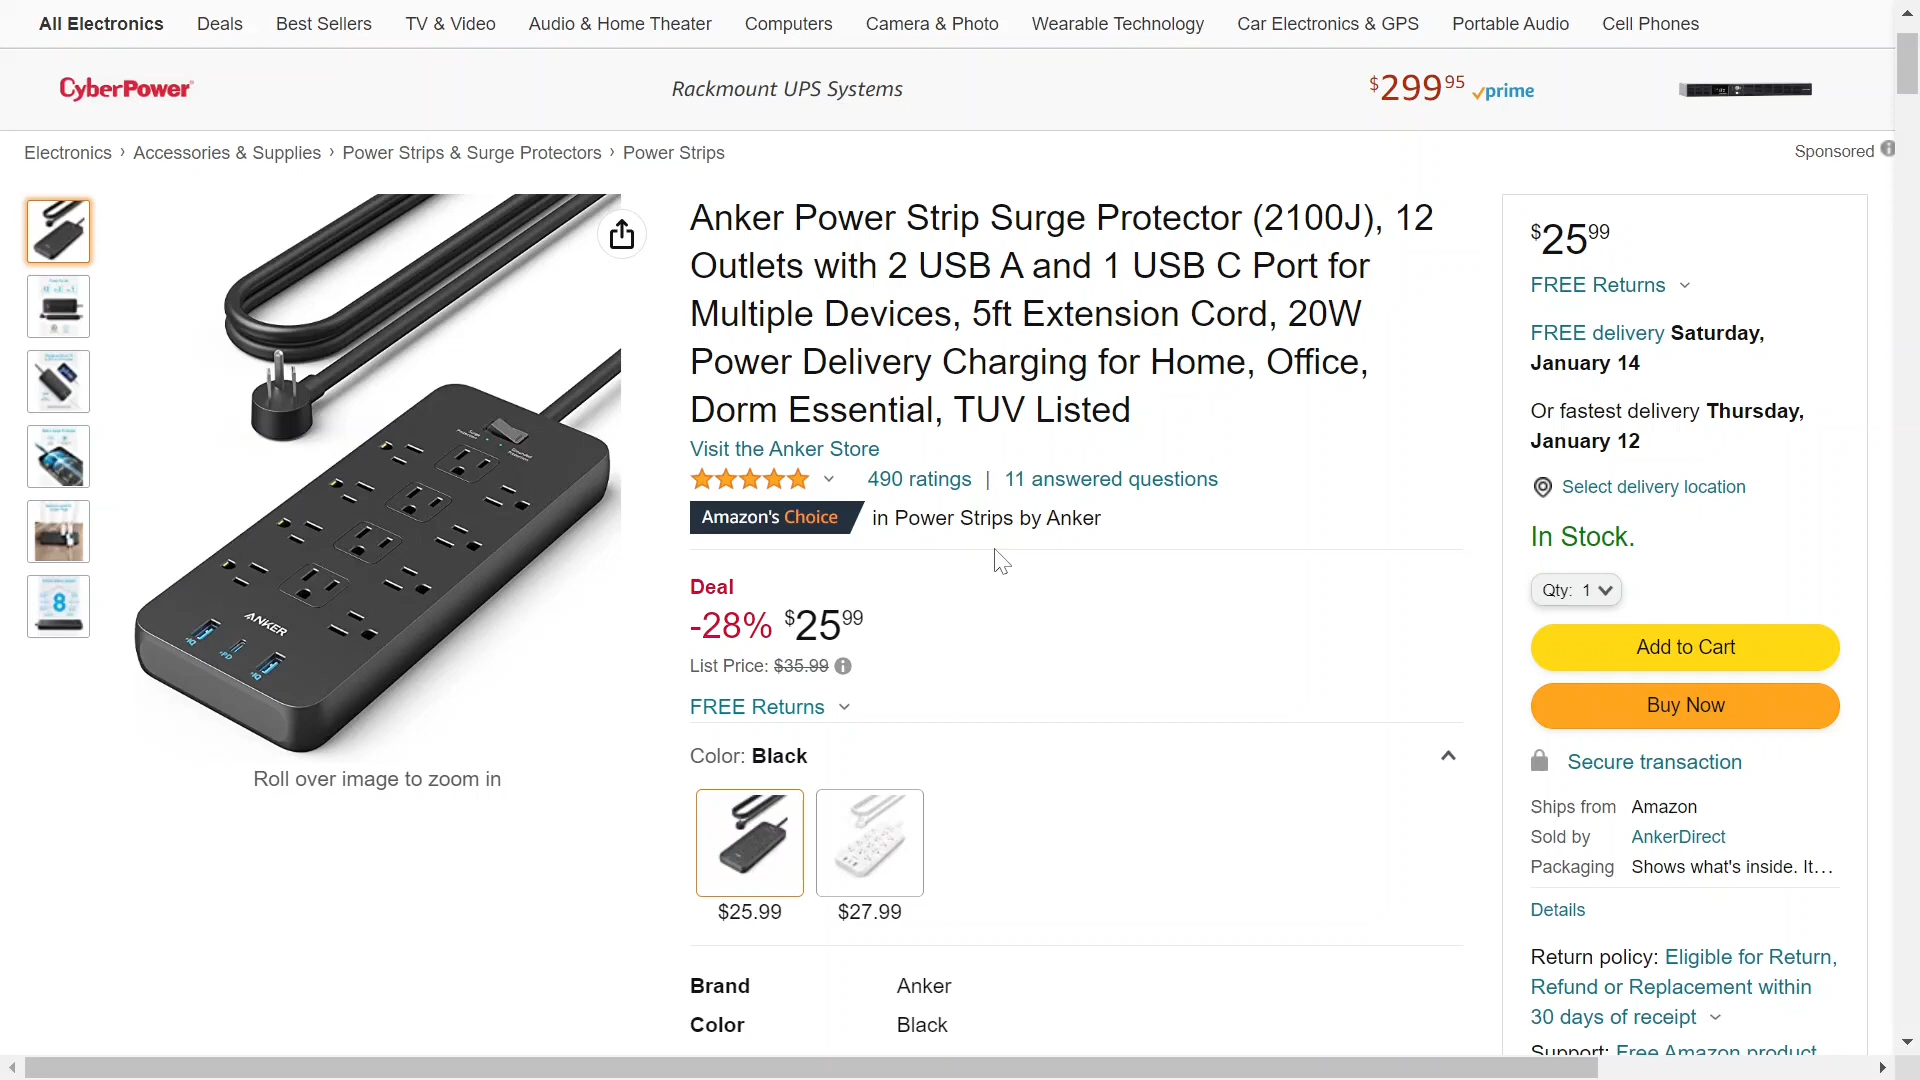 All Electronics Deals Best Sellers TV & Video Audio & Home Theater Computers Camera & Photo Wearable Technology Car Electronics & GPS Portable Audio Cell Phones
CyberPower Rackmount UPS Systems $299.95 prime
Electronics › Accessories & Supplies › Power Strips & Surge Protectors › Power Strips
Sponsored
ANKER
IQ
PD
IQ
8
Roll over image to zoom in
Anker Power Strip Surge Protector (2100J), 12
Outlets with 2 USB A and 1 USB C Port for
Multiple Devices, 5ft Extension Cord, 20W
Power Delivery Charging for Home, Office,
Dorm Essential, TUV Listed
Visit the Anker Store
490 ratings | 11 answered questions
Amazon's Choice in Power Strips by Anker
Deal
-28% $25 99
List Price: $35.99
FREE Returns
Color: Black
$25.99 $27.99
Brand Anker
Color Black
$25 99
FREE Returns
FREE delivery Saturday,
January 14
Or fastest delivery Thursday,
January 12
Select delivery location
In Stock.
Qty: 1
Add to Cart
Buy Now
Secure transaction
Ships from Amazon
Sold by AnkerDirect
Packaging Shows what's inside. It…
Details
Return policy: Eligible for Return,
Refund or Replacement within
30 days of receipt
Support: Free Amazon product